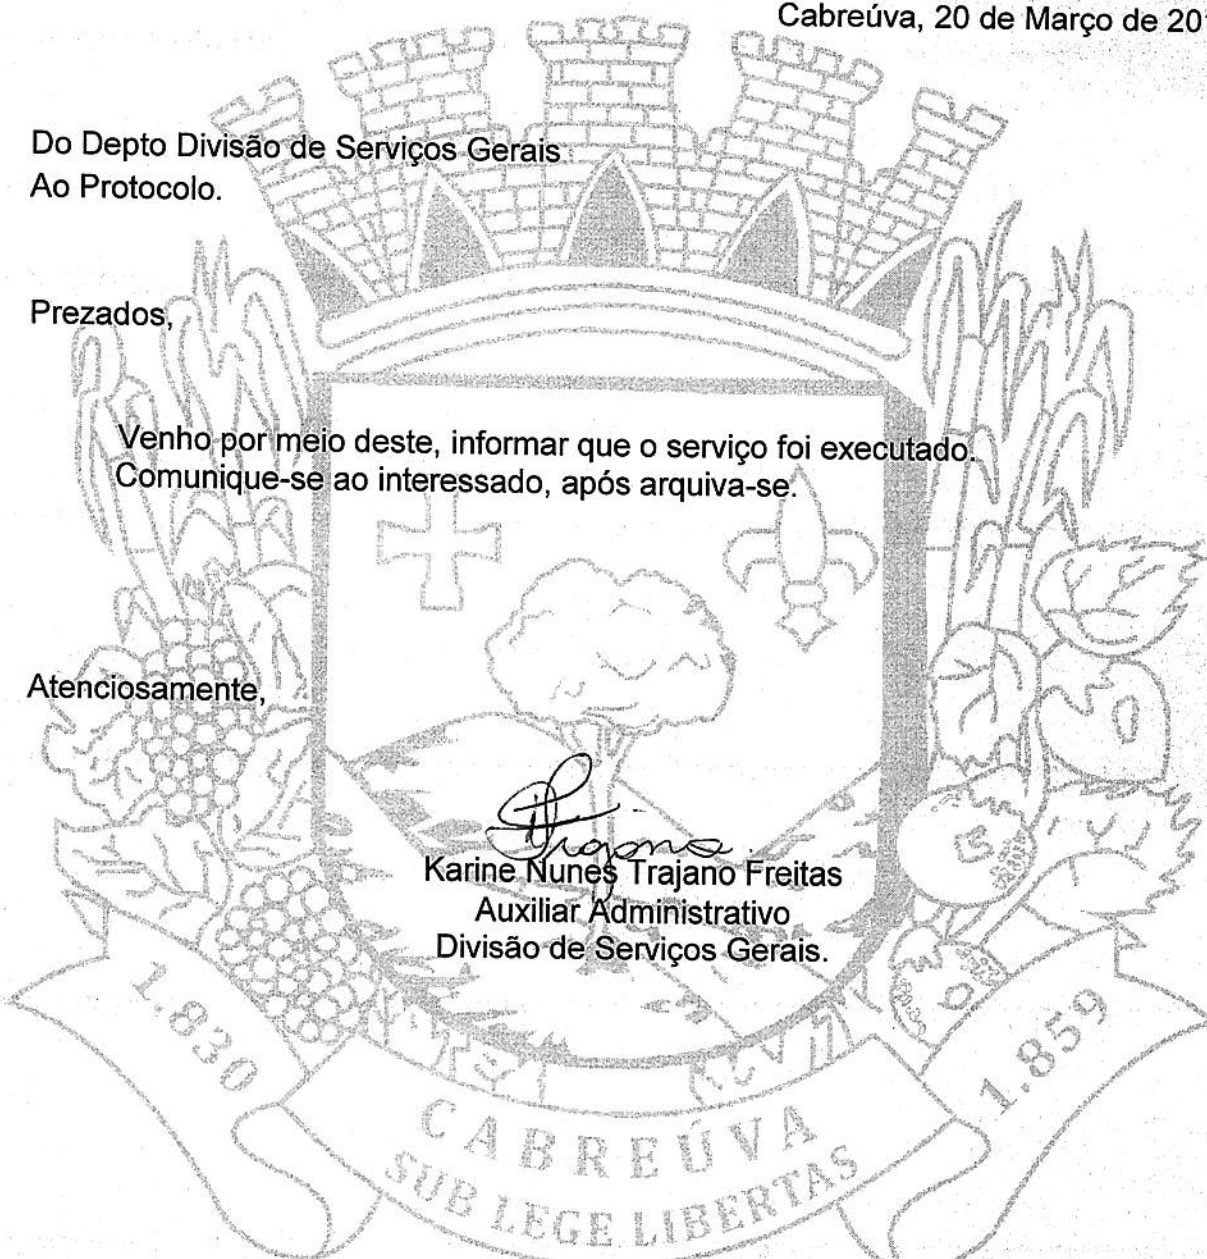 Cabreúva, 20 de Março de 20
Do Depto Divisão de Serviços Gerais
Ao Protocolo.
Prezados,
Venho por meio deste, informar que o serviço foi executado.
Comunique-se ao interessado, após arquiva-se.
Atenciosamente,
Trajano
Karine Nunes Trajano Freitas
Auxiliar Administrativo
Divisão de Serviços Gerais.
1.830
1.859
CABREÚVA
SUB LEGE LIBERTAS